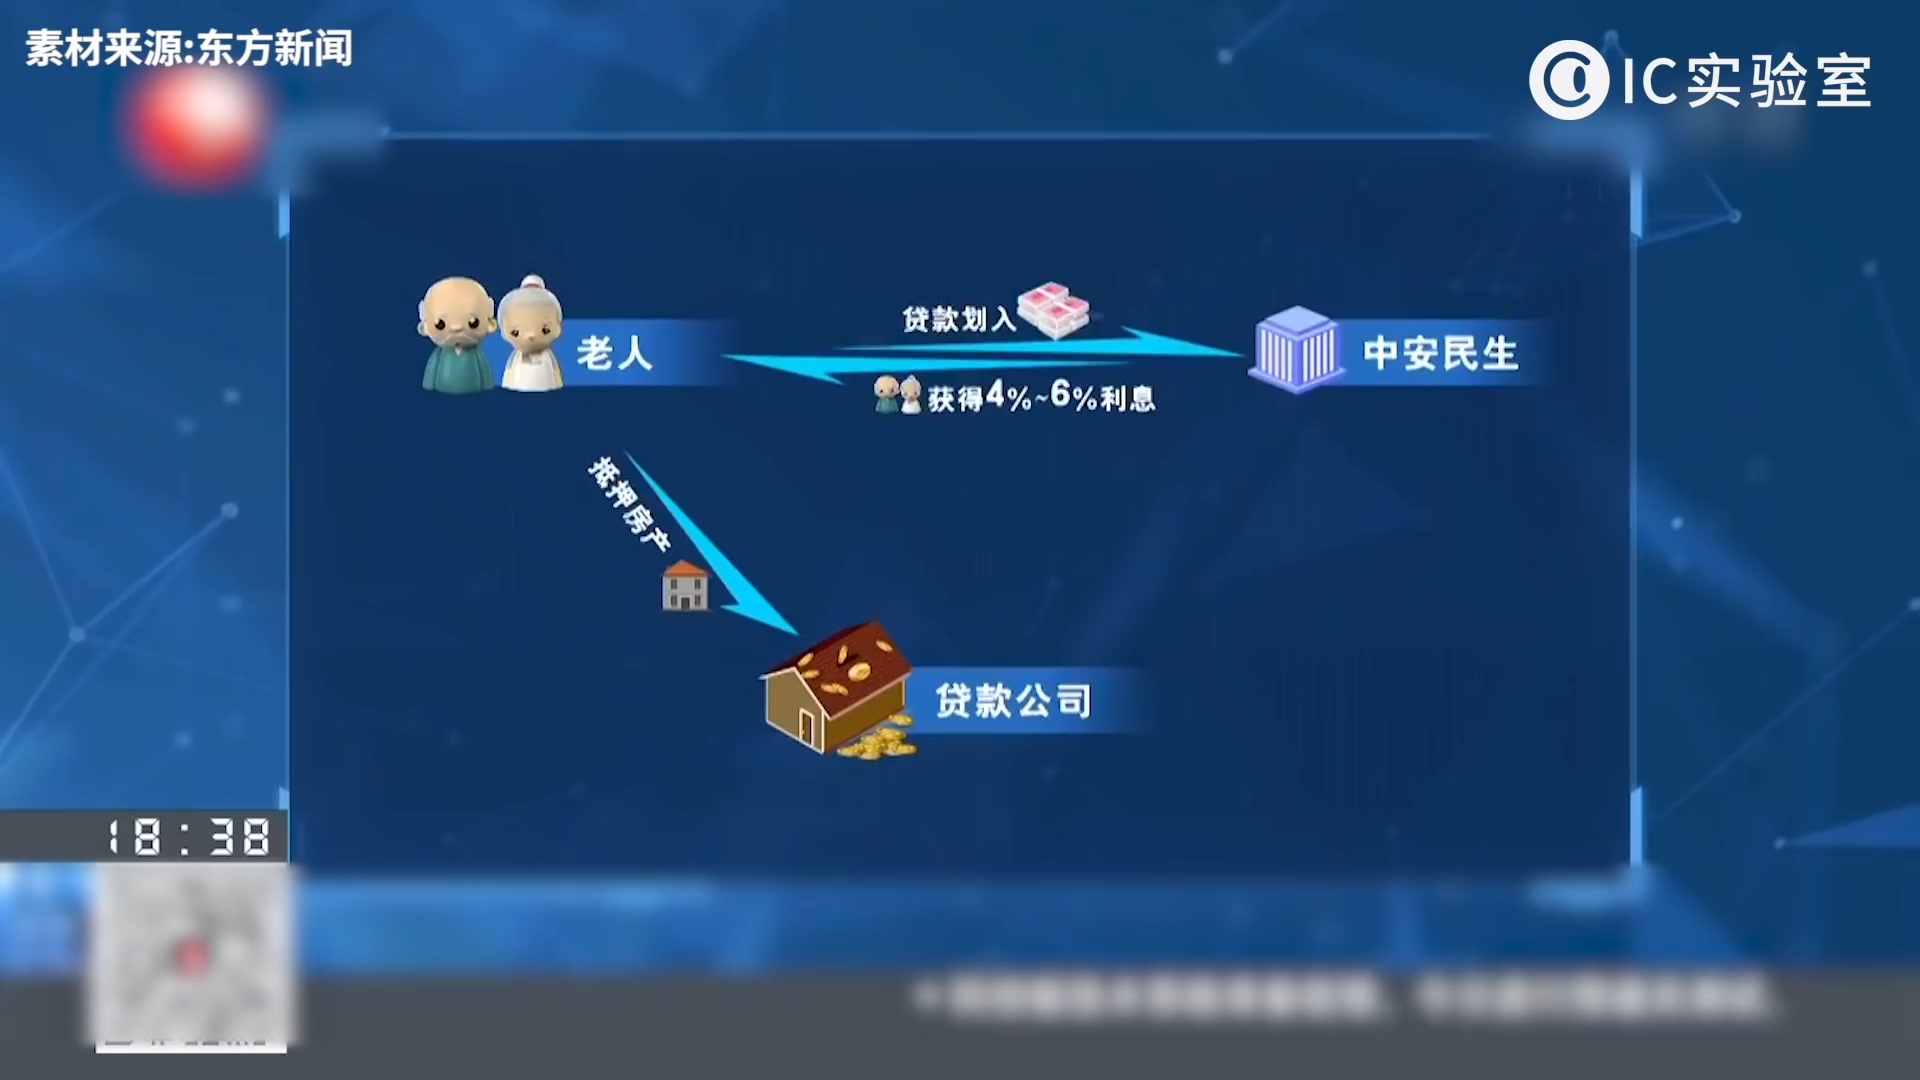 素材来源:东方新闻
IC实验室
贷款划入
老人
中安民生
获得4%~6%利息
抵押房产
贷款公司
18:38